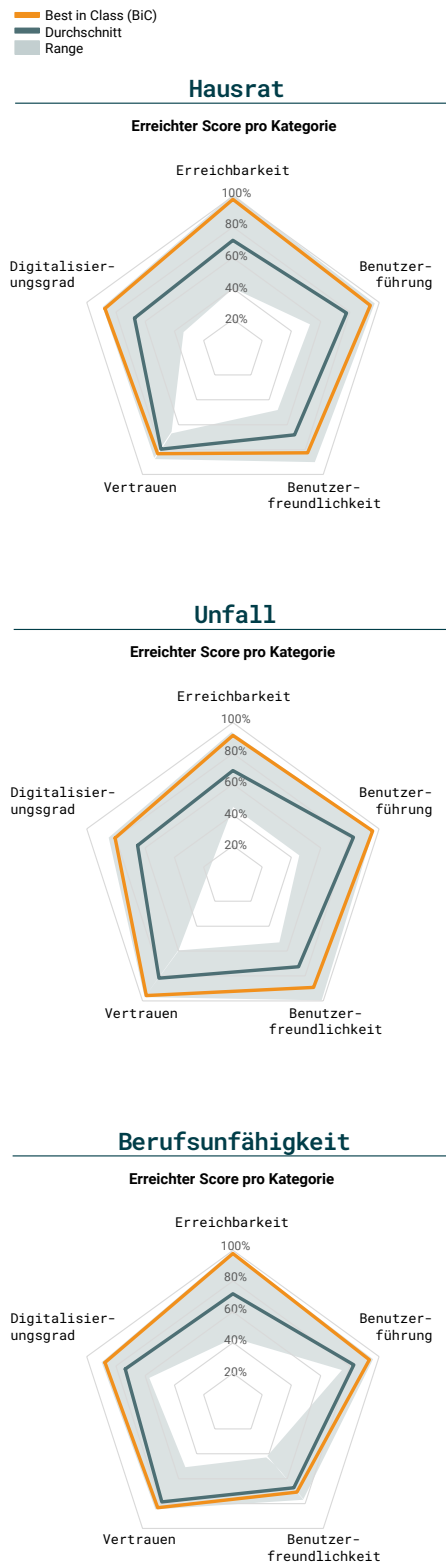 Best in Class (BiC)
Durchschnitt
Range
Hausrat
Erreichter Score pro Kategorie
Erreichbarkeit
100%
80%
60%
40%
20%
Digitalisier-
ungsgrad
Benutzer-
führung
Vertrauen
Benutzer-
freundlichkeit
Unfall
Erreichter Score pro Kategorie
Erreichbarkeit
100%
80%
60%
40%
20%
Digitalisier-
ungsgrad
Benutzer-
führung
Vertrauen
Benutzer-
freundlichkeit
Berufsunfähigkeit
Erreichter Score pro Kategorie
Erreichbarkeit
100%
80%
60%
40%
20%
Digitalisier-
ungsgrad
Benutzer-
führung
Vertrauen
Benutzer-
freundlichkeit